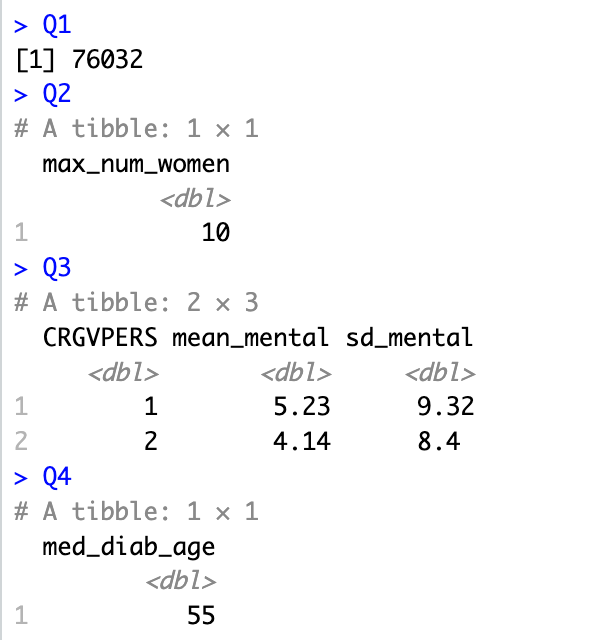 > Q1
[1] 76032
> Q2
# A tibble: 1 × 1
  max_num_women
          <dbl>
1            10
> Q3
# A tibble: 2 × 3
  CRGVPERS mean_mental sd_mental
     <dbl>       <dbl>     <dbl>
1        1        5.23      9.32
2        2        4.14      8.4
> Q4
# A tibble: 1 × 1
  med_diab_age
         <dbl>
1           55